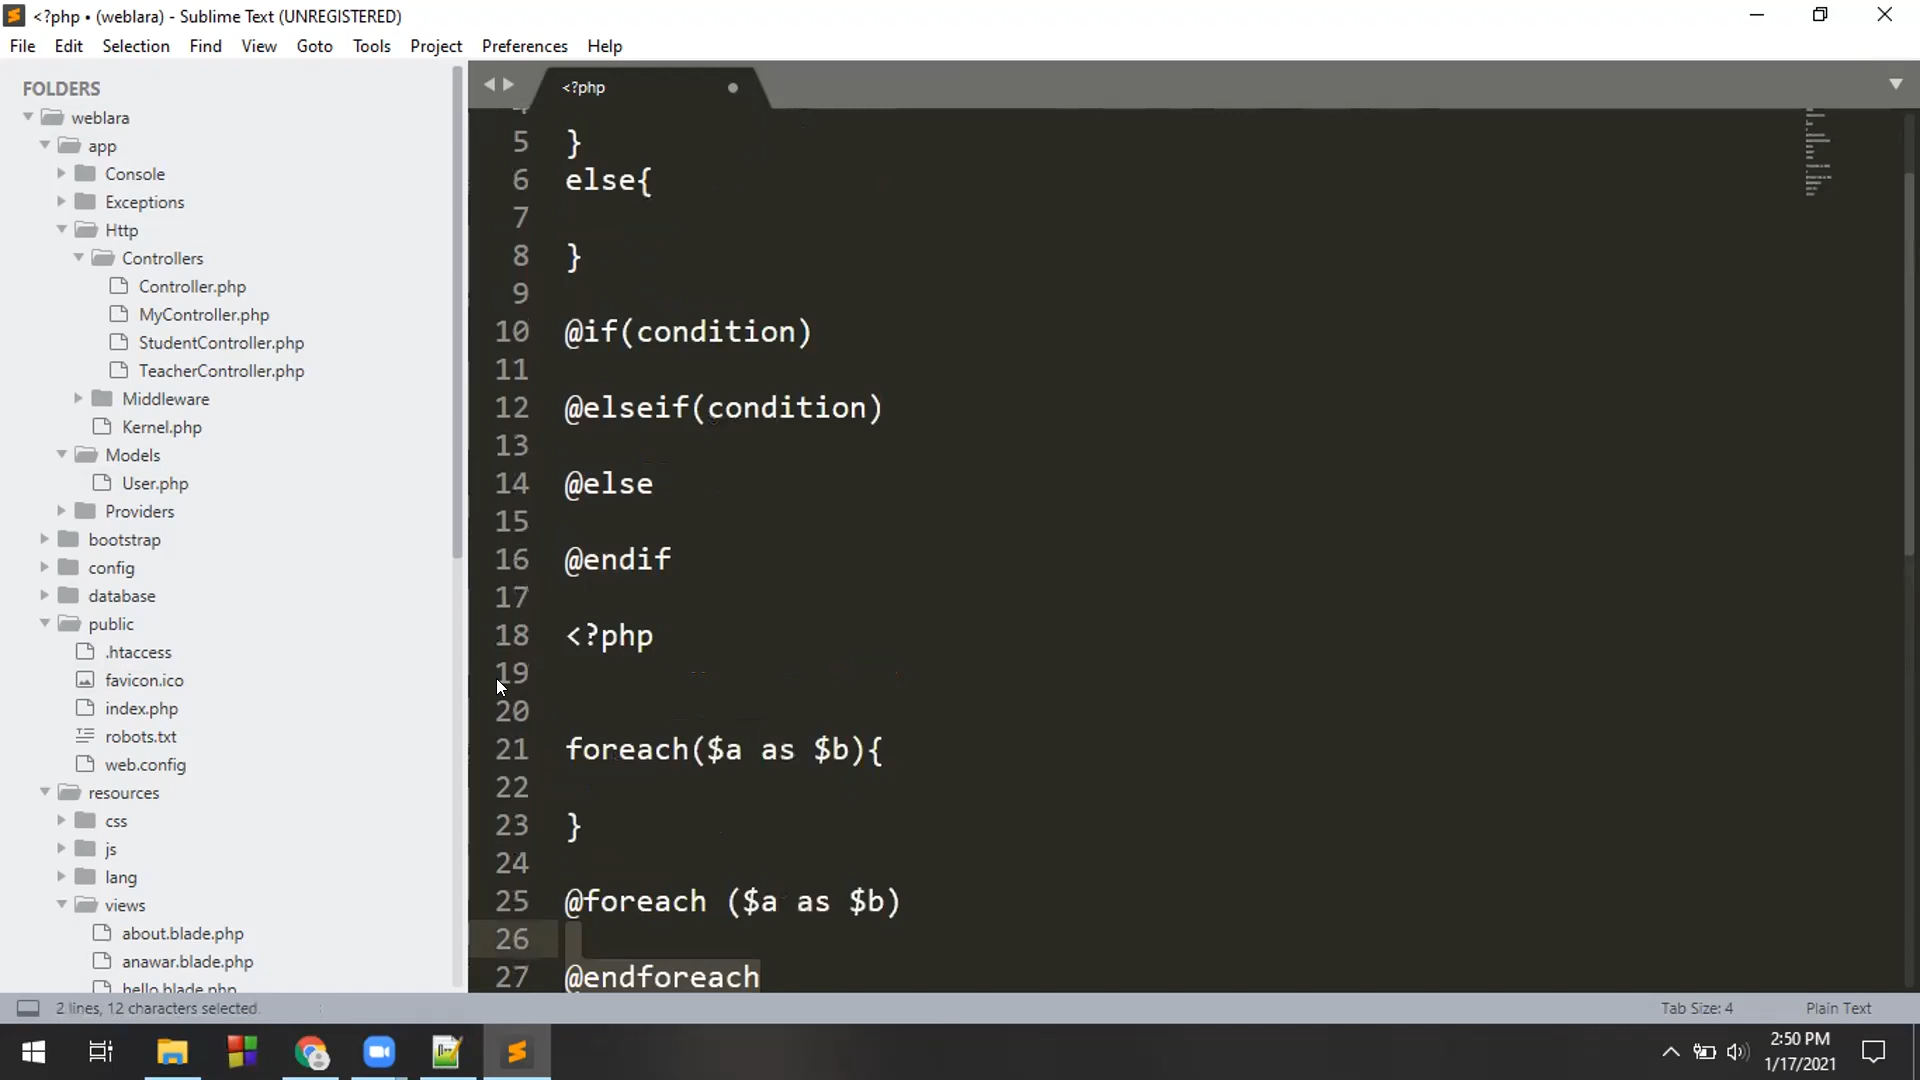 <?php • (weblara) - Sublime Text (UNREGISTERED)
File Edit Selection Find View Goto Tools Project Preferences Help
FOLDERS
weblara
app
Console
Exceptions
Http
Controllers
Controller.php
MyController.php
StudentController.php
TeacherController.php
Middleware
Kernel.php
Models
User.php
Providers
bootstrap
config
database
public
.htaccess
favicon.ico
index.php
robots.txt
web.config
resources
css
js
lang
views
about.blade.php
anawar.blade.php
hello.blade.php
<?php
5 }
6 else{
7
8 }
9
10 @if(condition)
11
12 @elseif(condition)
13
14 @else
15
16 @endif
17
18 <?php
19
20
21 foreach($a as $b){
22
23 }
24
25 @foreach ($a as $b)
26
27 @endforeach
2 lines, 12 characters selected
Tab Size: 4 Plain Text
2:50 PM
1/17/2021